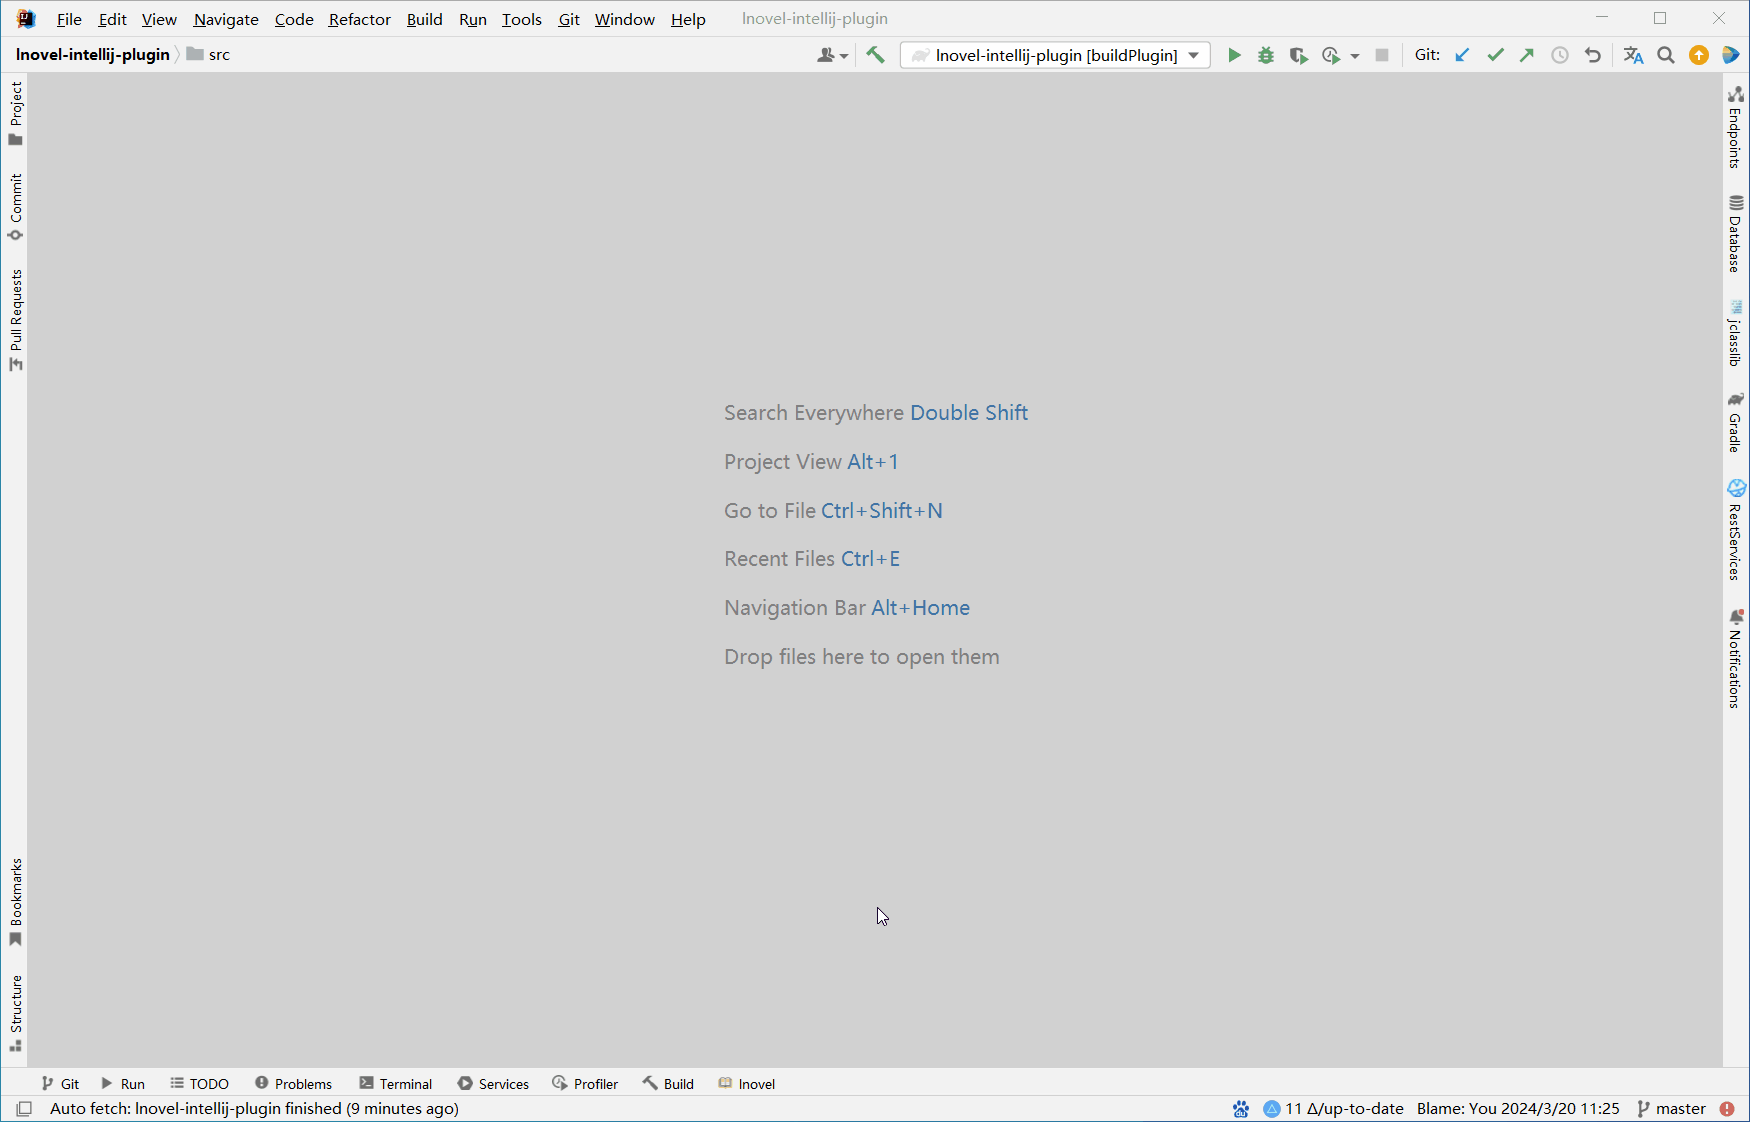 File Edit View Navigate Code Refactor Build Run Tools Git Window Help lnovel-intellij-plugin
lnovel-intellij-plugin src lnovel-intellij-plugin [buildPlugin] Git:
Project
Commit
Pull Requests
Bookmarks
Structure
Search Everywhere Double Shift
Project View Alt+1
Go to File Ctrl+Shift+N
Recent Files Ctrl+E
Navigation Bar Alt+Home
Drop files here to open them
Endpoints
Database
jclasslib
Gradle
RestServices
Notifications
Git Run TODO Problems Terminal Services Profiler Build lnovel
Auto fetch: lnovel-intellij-plugin finished (9 minutes ago) du 11 Δ/up-to-date Blame: You 2024/3/20 11:25 master